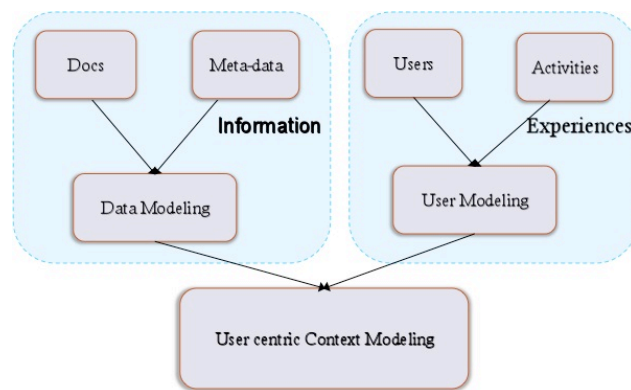 Docs
Meta-data
Users
Activities
Information
Experiences
Data Modeling
User Modeling
User centric Context Modeling